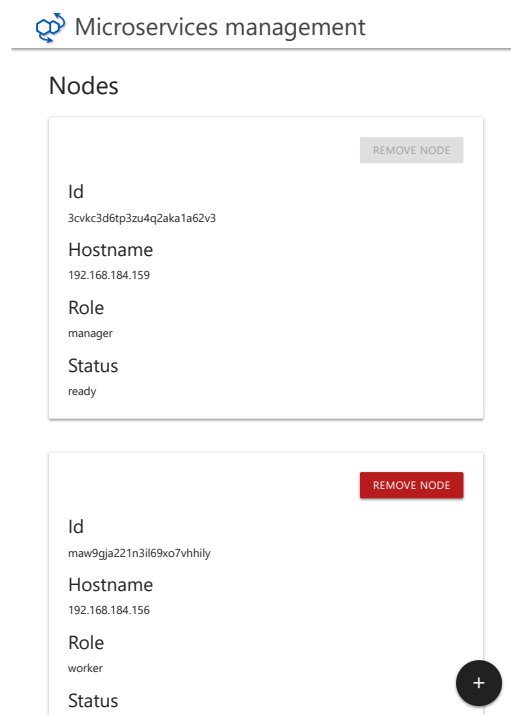 Microservices management
Nodes
REMOVE NODE
Id
3cvkc3d6tp3zu4q2aka1a62v3
Hostname
192.168.184.159
Role
manager
Status
ready
REMOVE NODE
Id
maw9gja221n3il69xo7vhhily
Hostname
192.168.184.156
Role
worker
+
Status